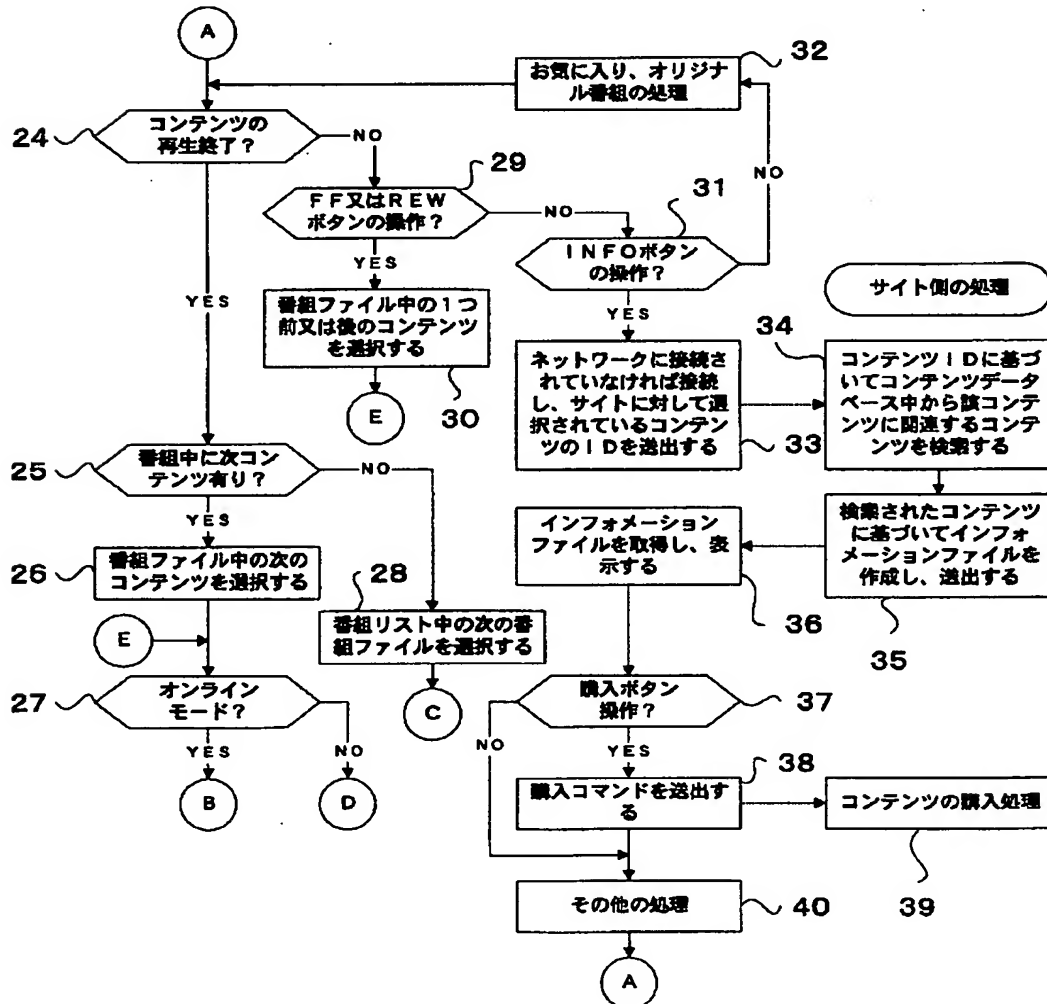 A
32
お気に入り、オリジナ
ル番組の処理
24
コンテンツの
再生終了？
NO
29
FF又はREW
ボタンの操作？
NO
31
NO
INFOボタン
の操作？
YES
YES
YES
番組ファイル中の1つ
前又は後のコンテンツ
を選択する
30
E
サイト側の処理
ネットワークに接続さ
れていなければ接続
し、サイトに対して選
択されているコンテン
ツのIDを送出する
33
34
コンテンツIDに基づ
いてコンテンツデータ
ベース中から該コンテ
ンツに関連するコンテ
ンツを検索する
25
番組中に次コン
テンツ有り？
NO
YES
検索されたコンテンツ
に基づいてインフォ
メーションファイルを
作成し、送出する
35
インフォメーション
ファイルを取得し、表
示する
36
26
番組ファイル中の次の
コンテンツを選択する
28
番組リスト中の次の番
組ファイルを選択する
C
E
27
オンライン
モード？
YES
NO
B
D
購入ボタン
操作？
37
NO
YES
38
購入コマンドを送出す
る
コンテンツの購入処理
39
その他の処理
40
A